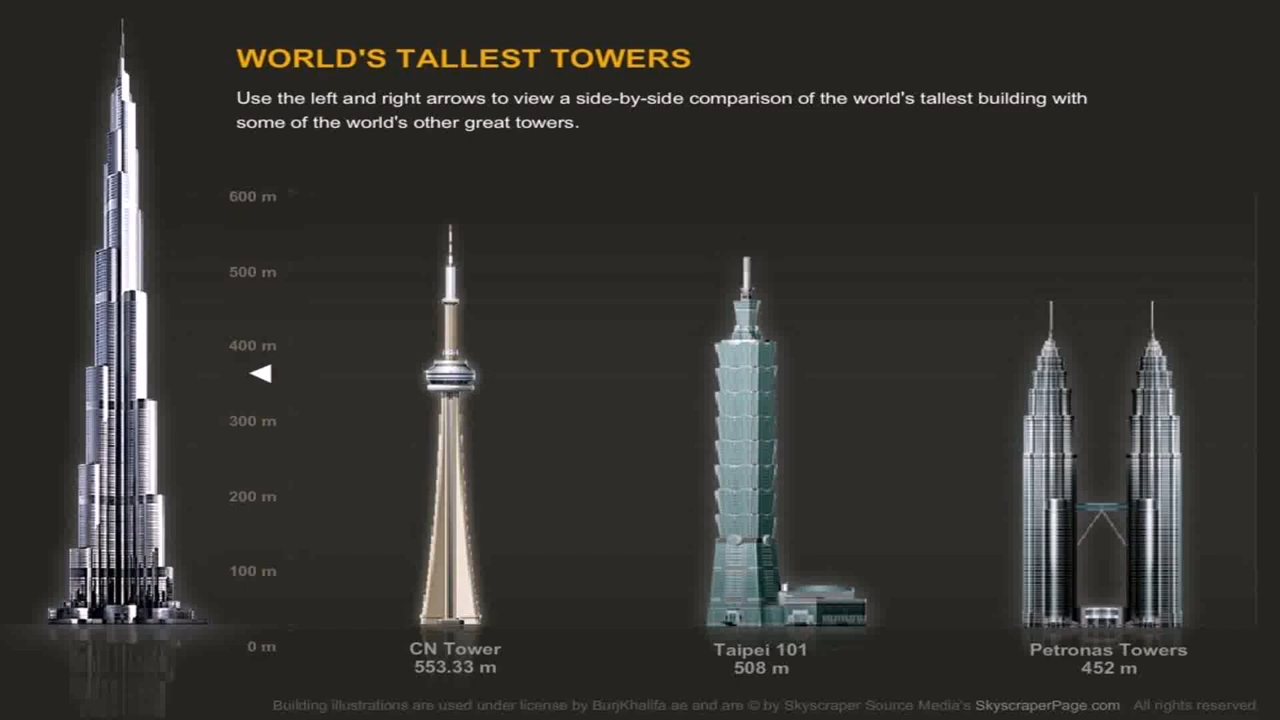 WORLD'S TALLEST TOWERS
Use the left and right arrows to view a side-by-side comparison of the world's tallest building with
some of the world's other great towers.
600 m
500 m
400 m
300 m
200 m
100 m
0 m
CN Tower
553.33 m
Taipei 101
508 m
Petronas Towers
452 m
Building illustrations are used under license by BurjKhalifa.ae and are © by Skyscraper Source Media's SkyscraperPage.com All rights reserved